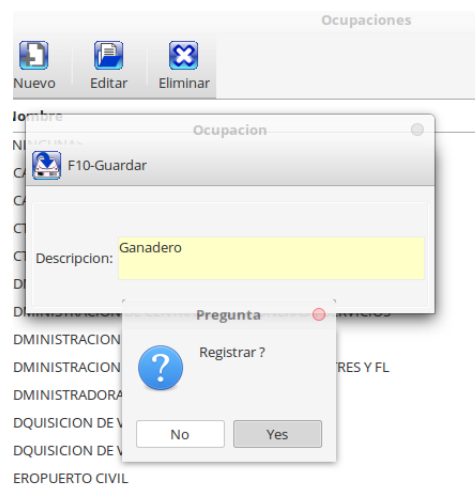 Ocupaciones
Nuevo Editar Eliminar
Nombre
Ocupacion
F10-Guardar
Descripcion: Ganadero
Pregunta
Registrar ?
No Yes
DMINISTRACION
DMINISTRACION TRES Y FL
DMINISTRADORA
DQUISICION DE
DQUISICION DE
EROPUERTO CIVIL